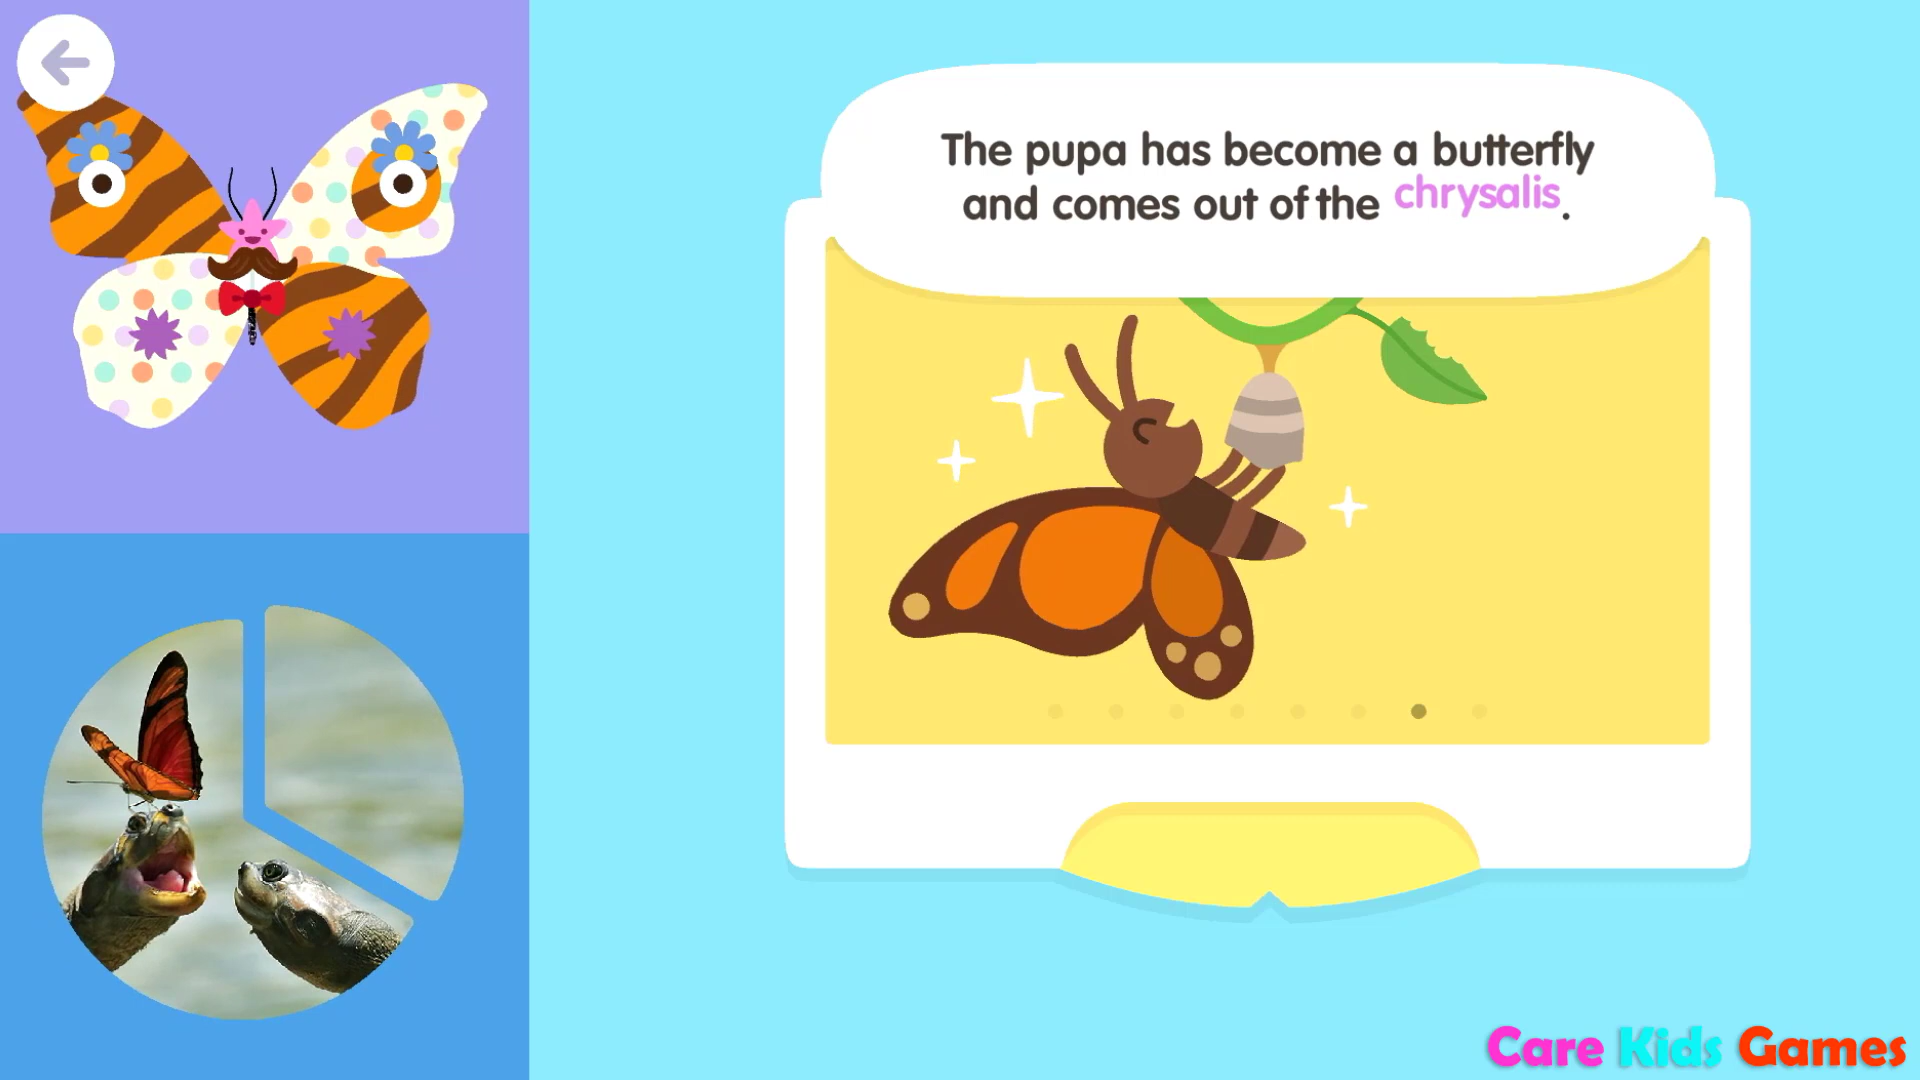 The pupa has become a butterfly
and comes out of the chrysalis.
Care Kids Games